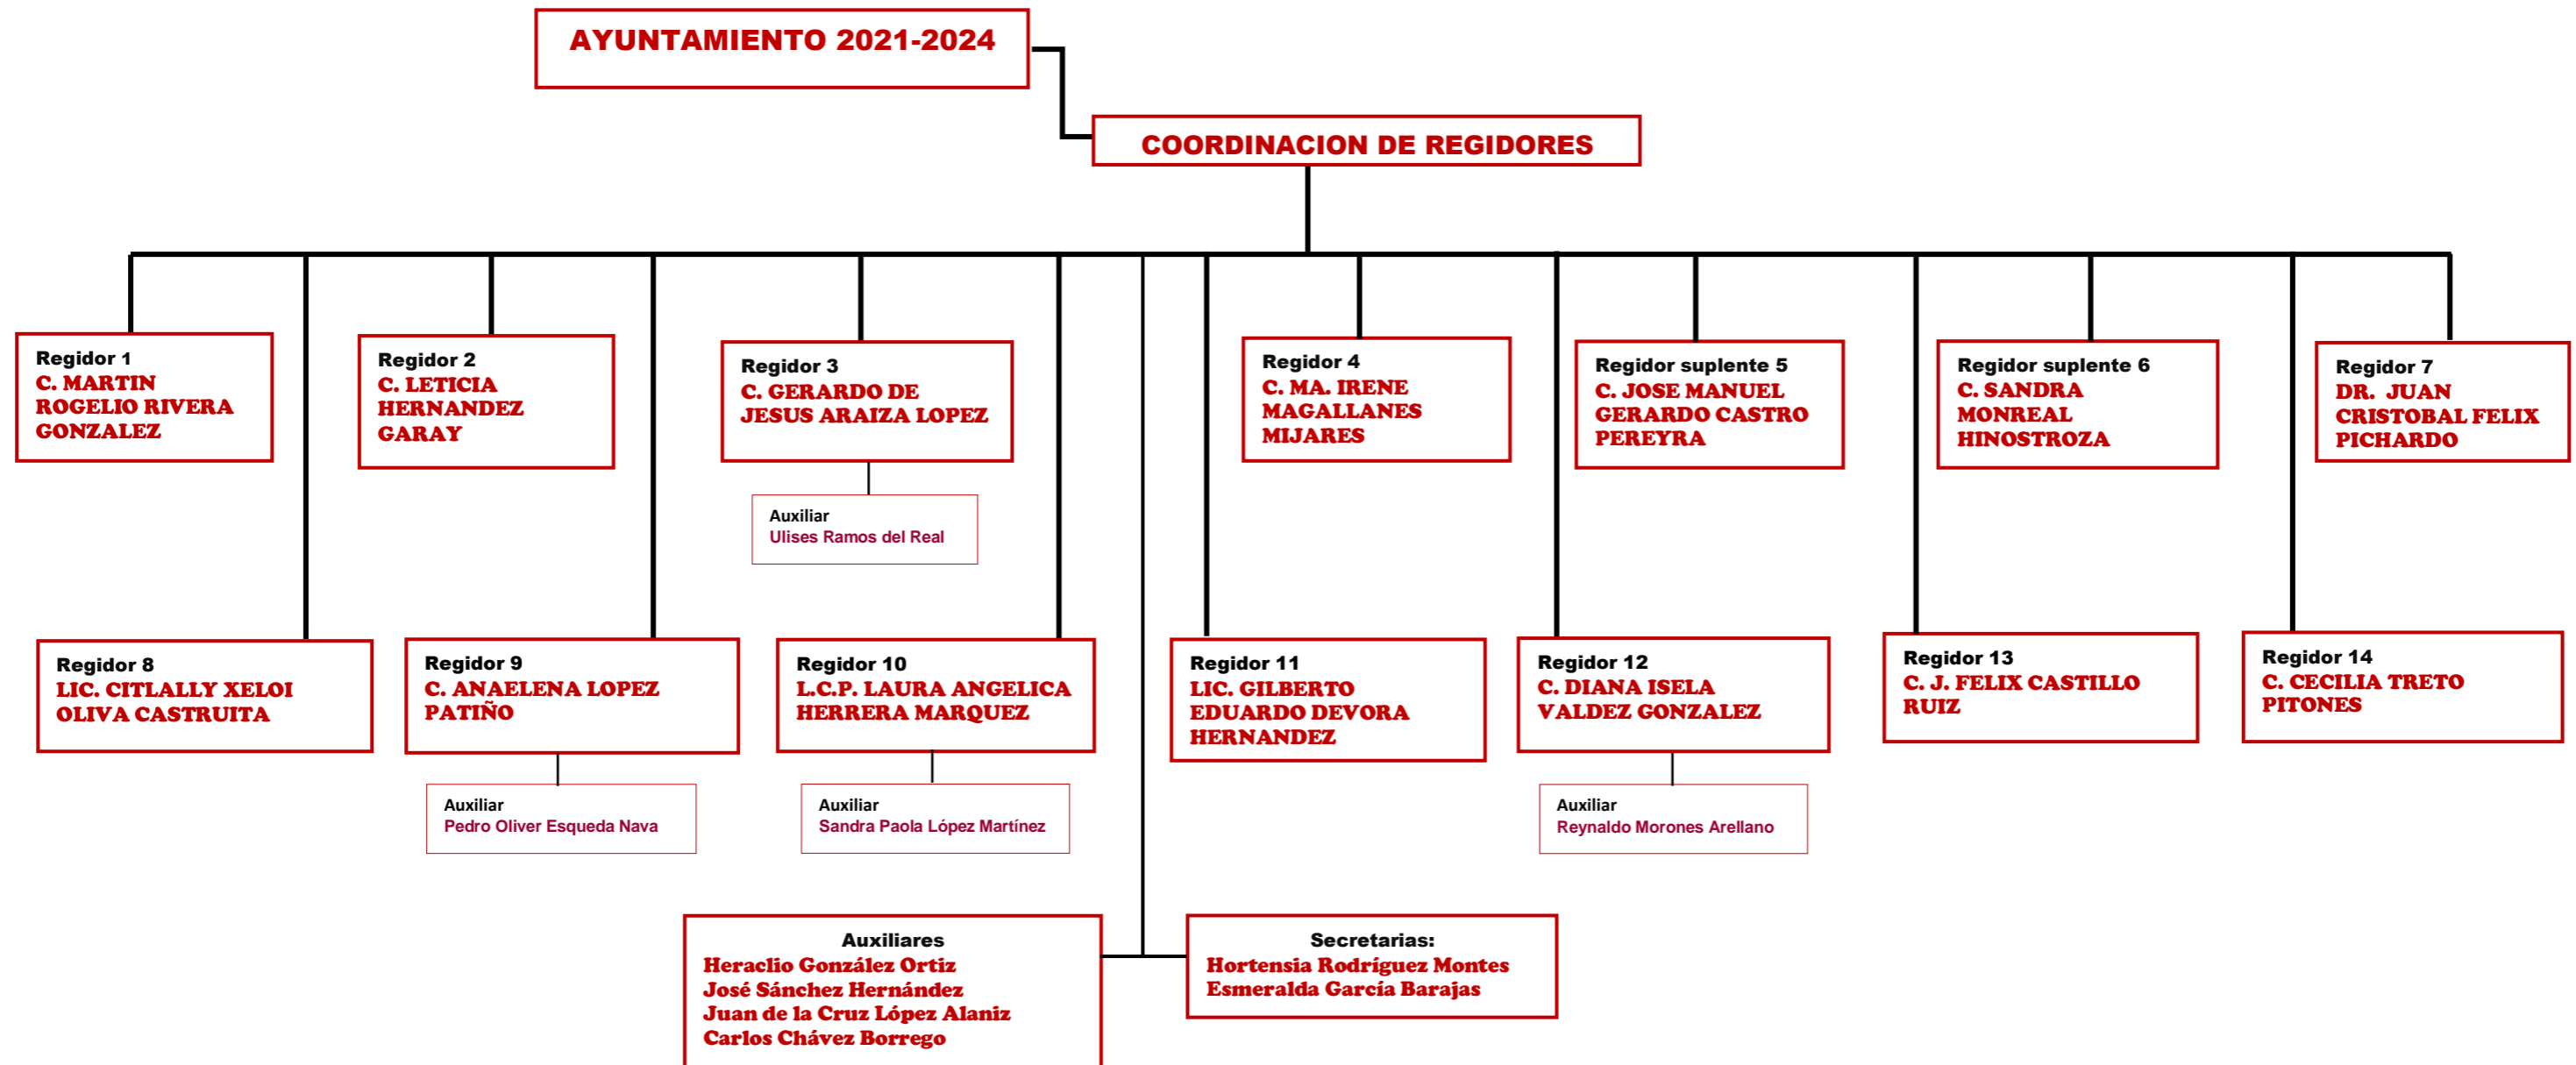 AYUNTAMIENTO 2021-2024
COORDINACION DE REGIDORES
Regidor 1
C. MARTIN
ROGELIO RIVERA
GONZALEZ
Regidor 2
C. LETICIA
HERNANDEZ
GARAY
Regidor 3
C. GERARDO DE
JESUS ARAIZA LOPEZ
Auxiliar
Ulises Ramos del Real
Regidor 4
C. MA. IRENE
MAGALLANES
MIJARES
Regidor suplente 5
C. JOSE MANUEL
GERARDO CASTRO
PEREYRA
Regidor suplente 6
C. SANDRA
MONREAL
HINOSTROZA
Regidor 7
DR. JUAN
CRISTOBAL FELIX
PICHARDO
Regidor 8
LIC. CITLALLY XELOI
OLIVA CASTRUITA
Regidor 9
C. ANAELENA LOPEZ
PATIÑO
Auxiliar
Pedro Oliver Esqueda Nava
Regidor 10
L.C.P. LAURA ANGELICA
HERRERA MARQUEZ
Auxiliar
Sandra Paola López Martínez
Regidor 11
LIC. GILBERTO
EDUARDO DEVORA
HERNANDEZ
Regidor 12
C. DIANA ISELA
VALDEZ GONZALEZ
Auxiliar
Reynaldo Morones Arellano
Regidor 13
C. J. FELIX CASTILLO
RUIZ
Regidor 14
C. CECILIA TRETO
PITONES
Auxiliares
Heraclio González Ortiz
José Sánchez Hernández
Juan de la Cruz López Alaniz
Carlos Chávez Borrego
Secretarias:
Hortensia Rodríguez Montes
Esmeralda García Barajas